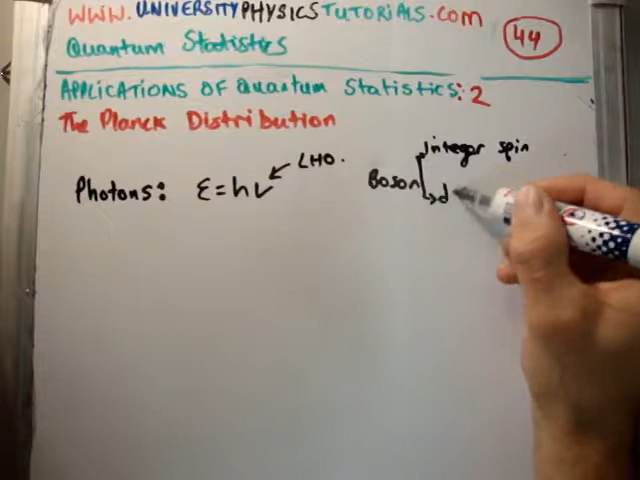 WWW.UNIVERSITYPHYSICSTUTORIALS.COM
Quantum Statistics
44
APPLICATIONS OF Quantum Statistics: 2
The Planck Distribution
Integer spin
LHO.
Photons: ε=hν
Boson
d